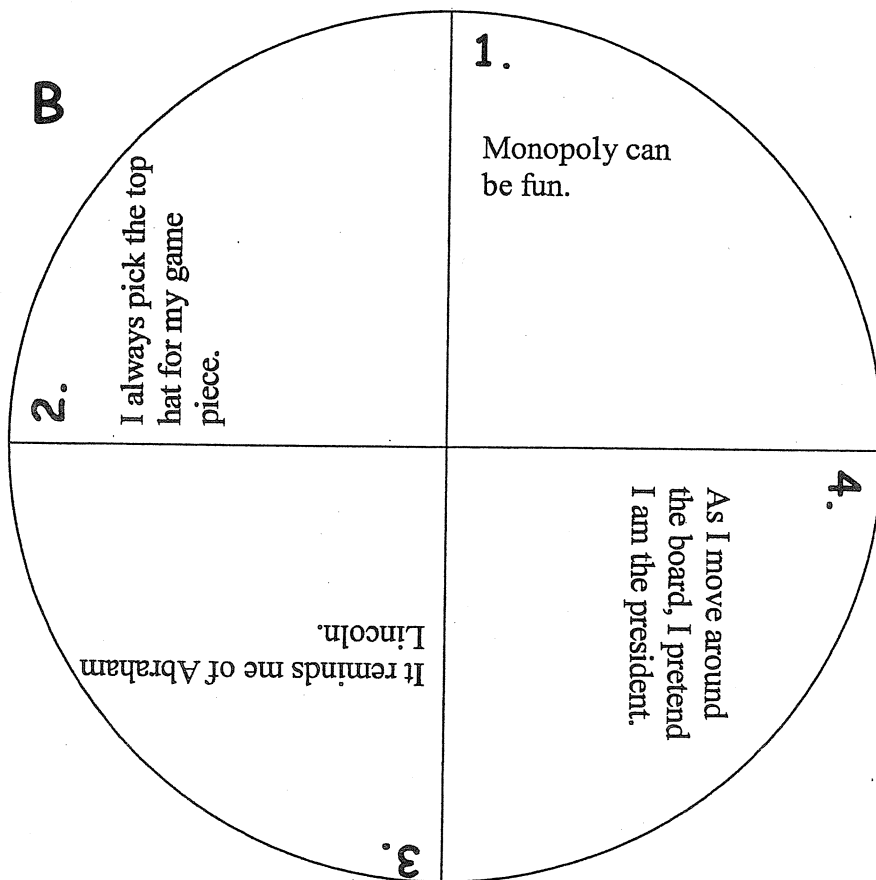 B
1.
Monopoly can
be fun.
2.
I always pick the top
hat for my game
piece.
3.
It reminds me of Abraham
Lincoln.
4.
As I move around
the board, I pretend
I am the president.